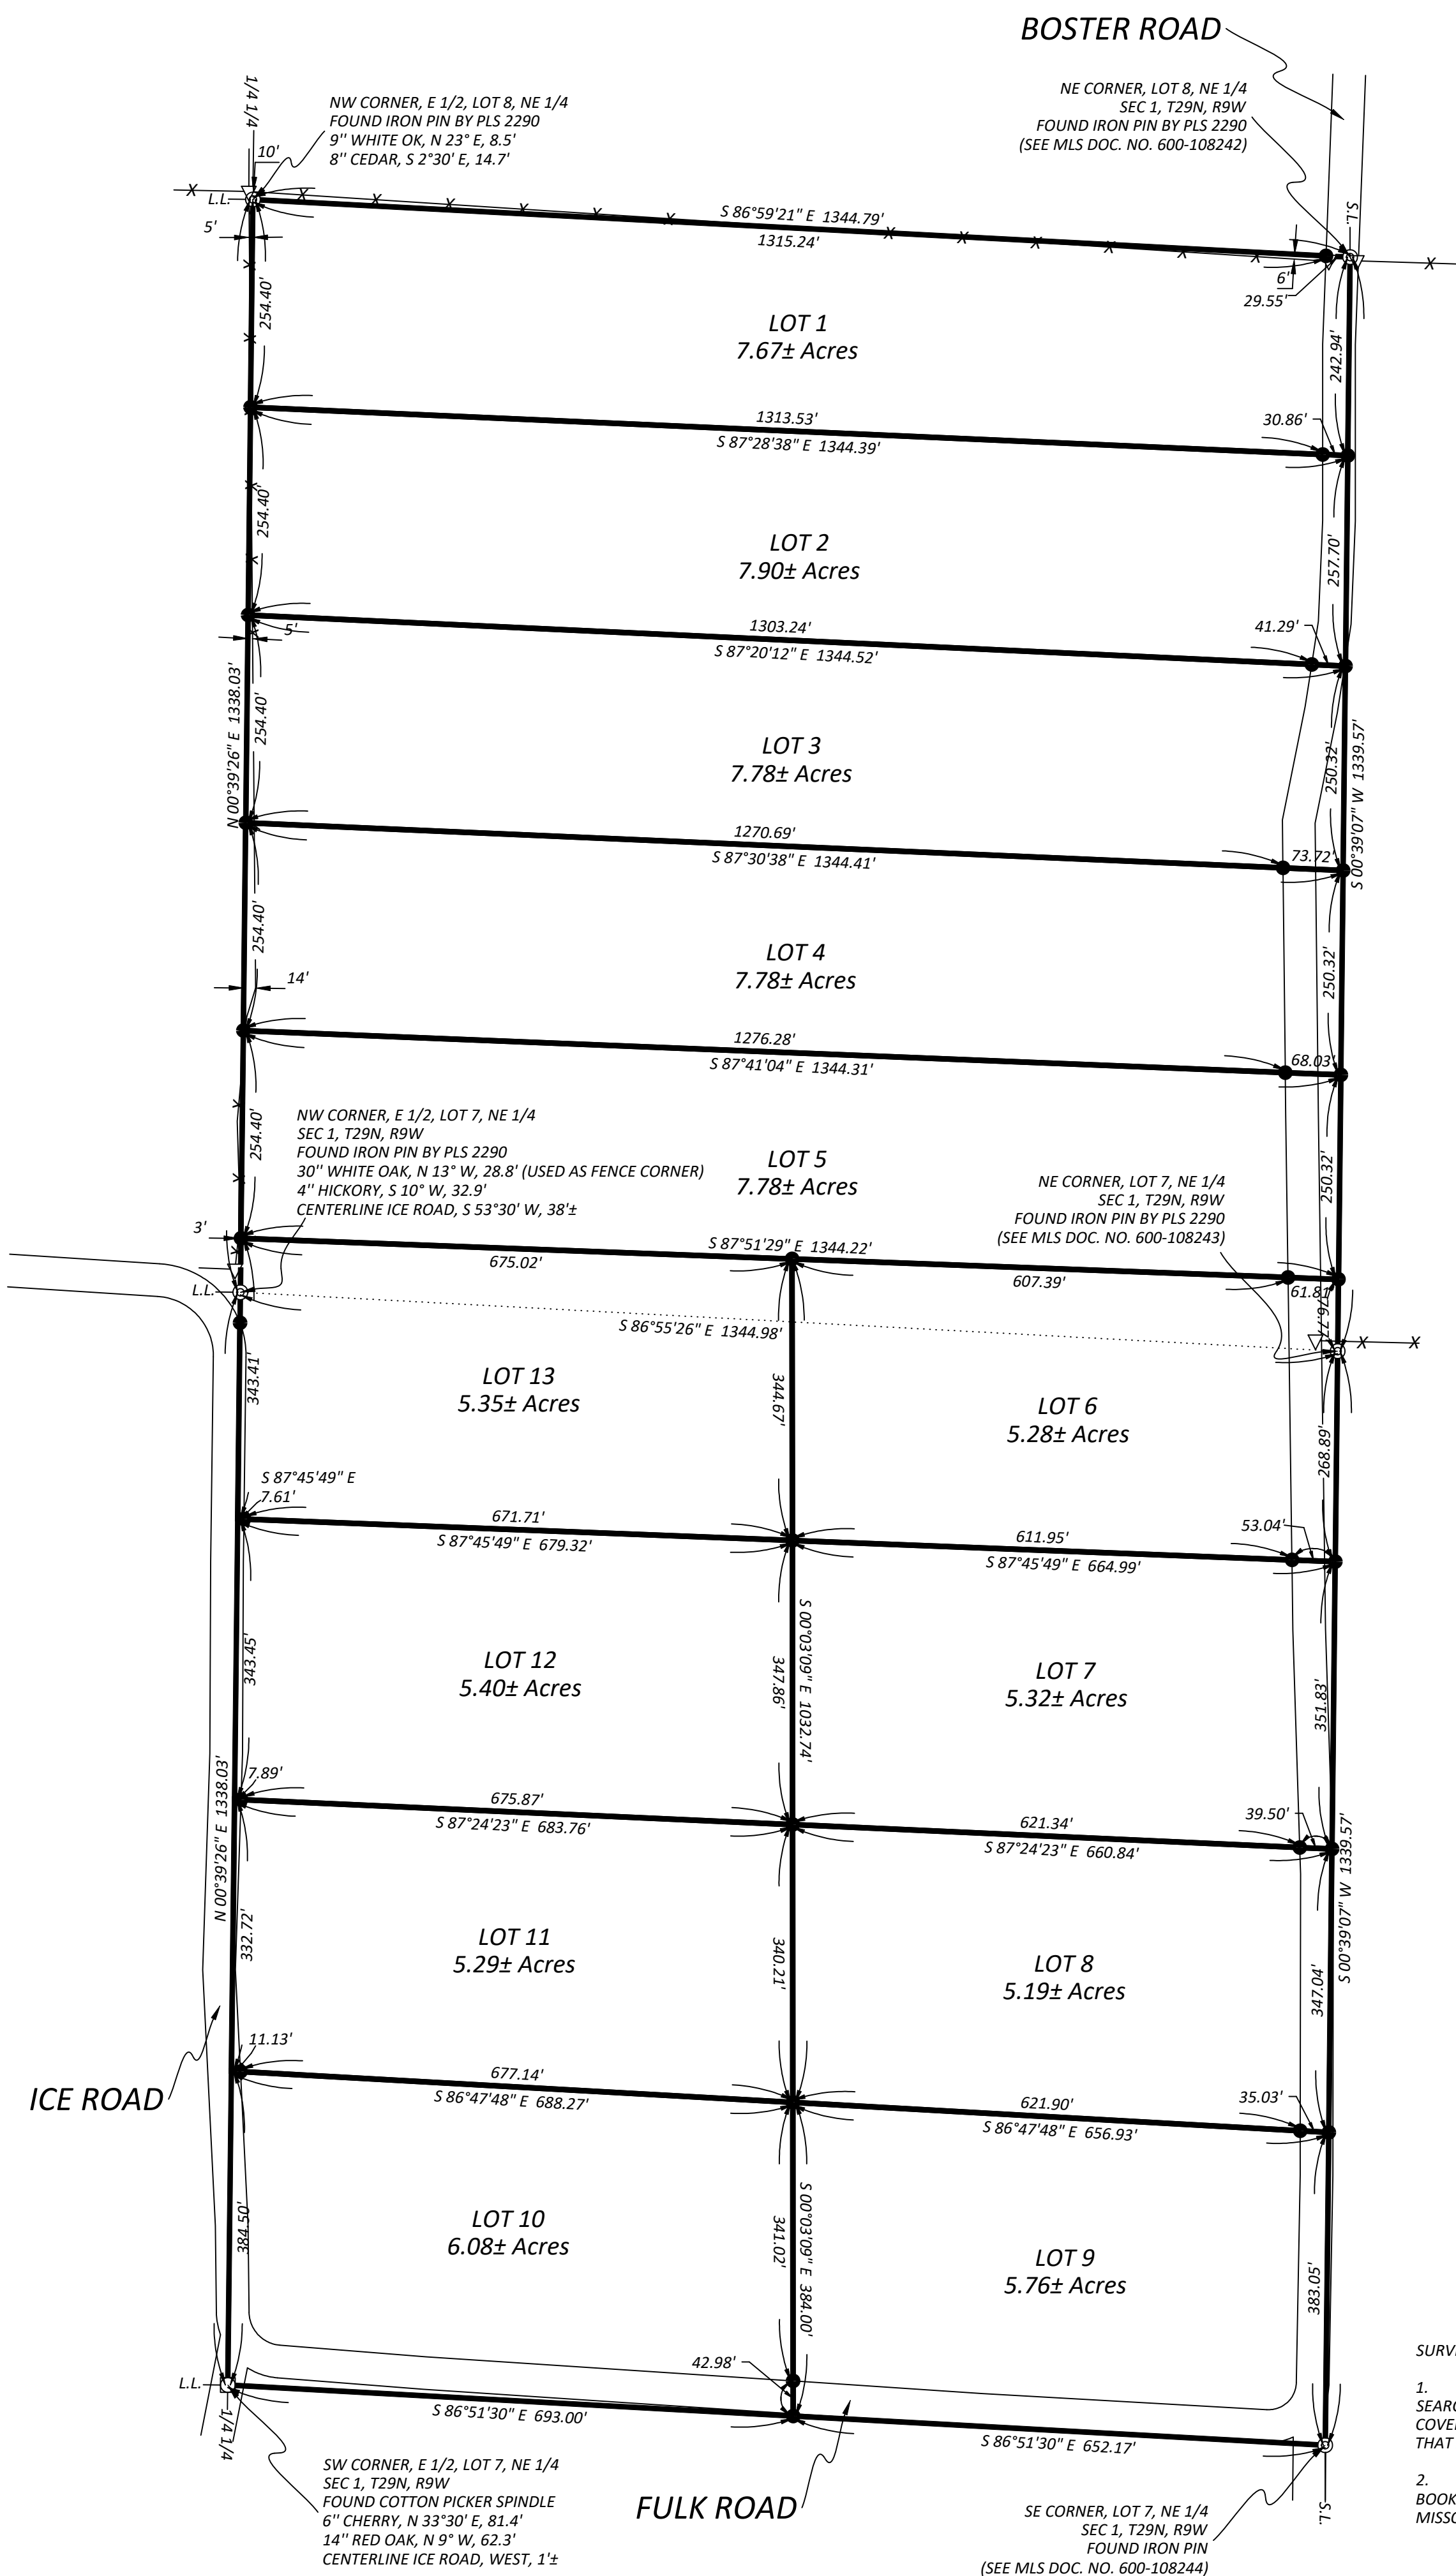 BOSTER ROAD
1/4 1/4
NW CORNER, E 1/2, LOT 8, NE 1/4
FOUND IRON PIN BY PLS 2290
9'' WHITE OK, N 23° E, 8.5'
8'' CEDAR, S 2°30' E, 14.7'
NE CORNER, LOT 8, NE 1/4
SEC 1, T29N, R9W
FOUND IRON PIN BY PLS 2290
(SEE MLS DOC. NO. 600-108242)
10'
L.L.
5'
S.L.
S 86°59'21" E 1344.79'
1315.24'
6'
29.55'
254.40'
242.94'
LOT 1
7.67± Acres
1313.53'
S 87°28'38" E 1344.39'
30.86'
254.40'
257.70'
LOT 2
7.90± Acres
5'
1303.24'
S 87°20'12" E 1344.52'
41.29'
N 00°39'26" E 1338.03'
254.40'
250.32'
S 00°39'07" W 1339.57'
LOT 3
7.78± Acres
1270.69'
S 87°30'38" E 1344.41'
73.72'
254.40'
250.32'
LOT 4
7.78± Acres
14'
1276.28'
S 87°41'04" E 1344.31'
68.03'
254.40'
250.32'
NW CORNER, E 1/2, LOT 7, NE 1/4
SEC 1, T29N, R9W
FOUND IRON PIN BY PLS 2290
30'' WHITE OAK, N 13° W, 28.8' (USED AS FENCE CORNER)
4'' HICKORY, S 10° W, 32.9'
CENTERLINE ICE ROAD, S 53°30' W, 38'±
LOT 5
7.78± Acres
NE CORNER, LOT 7, NE 1/4
SEC 1, T29N, R9W
FOUND IRON PIN BY PLS 2290
(SEE MLS DOC. NO. 600-108243)
3'
S 87°51'29" E 1344.22'
675.02'
607.39'
61.81'
76.77'
L.L.
S 86°55'26" E 1344.98'
343.41'
LOT 13
5.35± Acres
344.67'
LOT 6
5.28± Acres
268.89'
S 87°45'49" E
7.61'
671.71'
S 87°45'49" E 679.32'
611.95'
S 87°45'49" E 664.99'
53.04'
343.45'
LOT 12
5.40± Acres
347.86'
S 00°03'09" E 1032.74'
LOT 7
5.32± Acres
351.83'
7.89'
675.87'
S 87°24'23" E 683.76'
621.34'
S 87°24'23" E 660.84'
39.50'
N 00°39'26" E 1338.03'
332.72'
LOT 11
5.29± Acres
340.21'
LOT 8
5.19± Acres
347.04'
S 00°39'07" W 1339.57'
ICE ROAD
11.13'
677.14'
S 86°47'48" E 688.27'
621.90'
S 86°47'48" E 656.93'
35.03'
384.50'
LOT 10
6.08± Acres
341.02'
S 00°03'09" E 384.00'
LOT 9
5.76± Acres
383.05'
42.98'
L.L.
1/4 1/4
S 86°51'30" E 693.00'
S 86°51'30" E 652.17'
SW CORNER, E 1/2, LOT 7, NE 1/4
SEC 1, T29N, R9W
FOUND COTTON PICKER SPINDLE
6'' CHERRY, N 33°30' E, 81.4'
14'' RED OAK, N 9° W, 62.3'
CENTERLINE ICE ROAD, WEST, 1'±
FULK ROAD
SE CORNER, LOT 7, NE 1/4
SEC 1, T29N, R9W
FOUND IRON PIN
(SEE MLS DOC. NO. 600-108244)
S.L.
SURV
1.
SEARC
COVE
THAT
2.
BOOK
MISSO